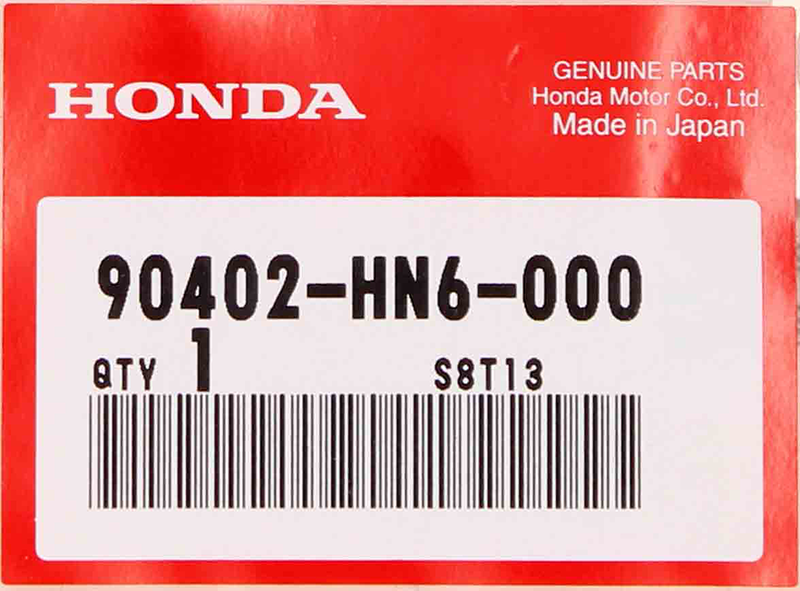 HONDA
GENUINE PARTS
Honda Motor Co., Ltd.
Made in Japan
90402-HN6-000
QTY 1 S8T13